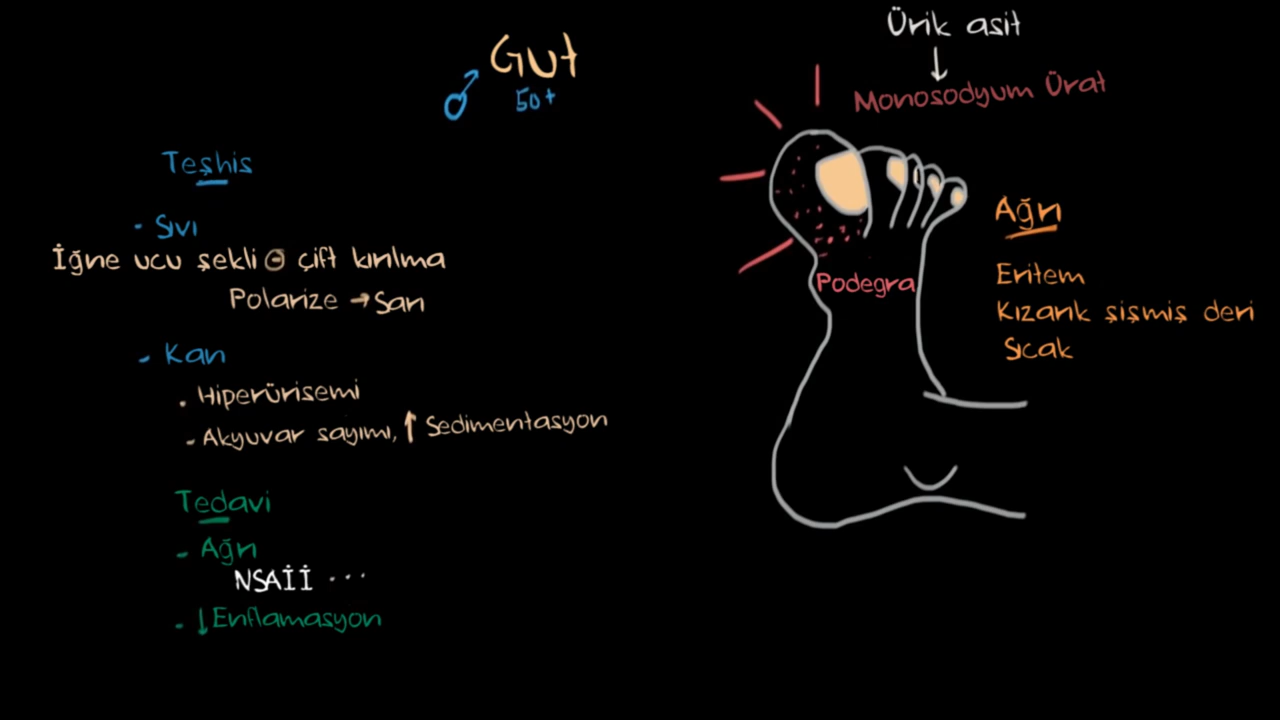 Gut
♂ 50+
Teşhis
- Sıvı
İğne ucu şekli ⊖ çift kırılma
Polarize → Sarı
- Kan
. Hiperürisemi
- Akyuvar sayımı, ↑ Sedimentasyon
Tedavi
- Ağrı
NSAİİ ...
- ↓ Enflamasyon
Ürik asit
↓
Monosodyum Ürat
Podegra
Ağrı
Eritem
Kızarık şişmiş deri
Sıcak